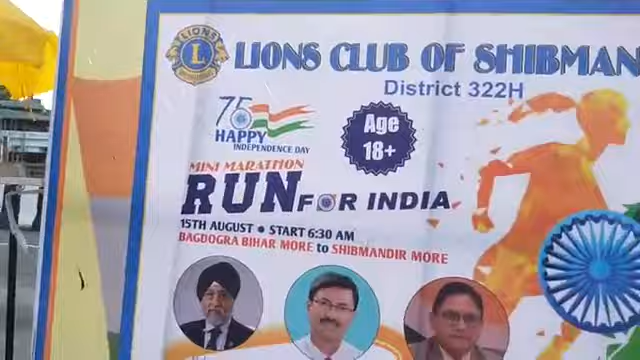 LIONS
L
LIONS CLUB OF SHIBMAN
District 322H
75
HAPPY
INDEPENDENCE DAY
Age
18+
MINI MARATHON
RUN FOR INDIA
15TH AUGUST ● START 6:30 AM
BAGDOGRA BIHAR MORE to SHIBMANDIR MORE